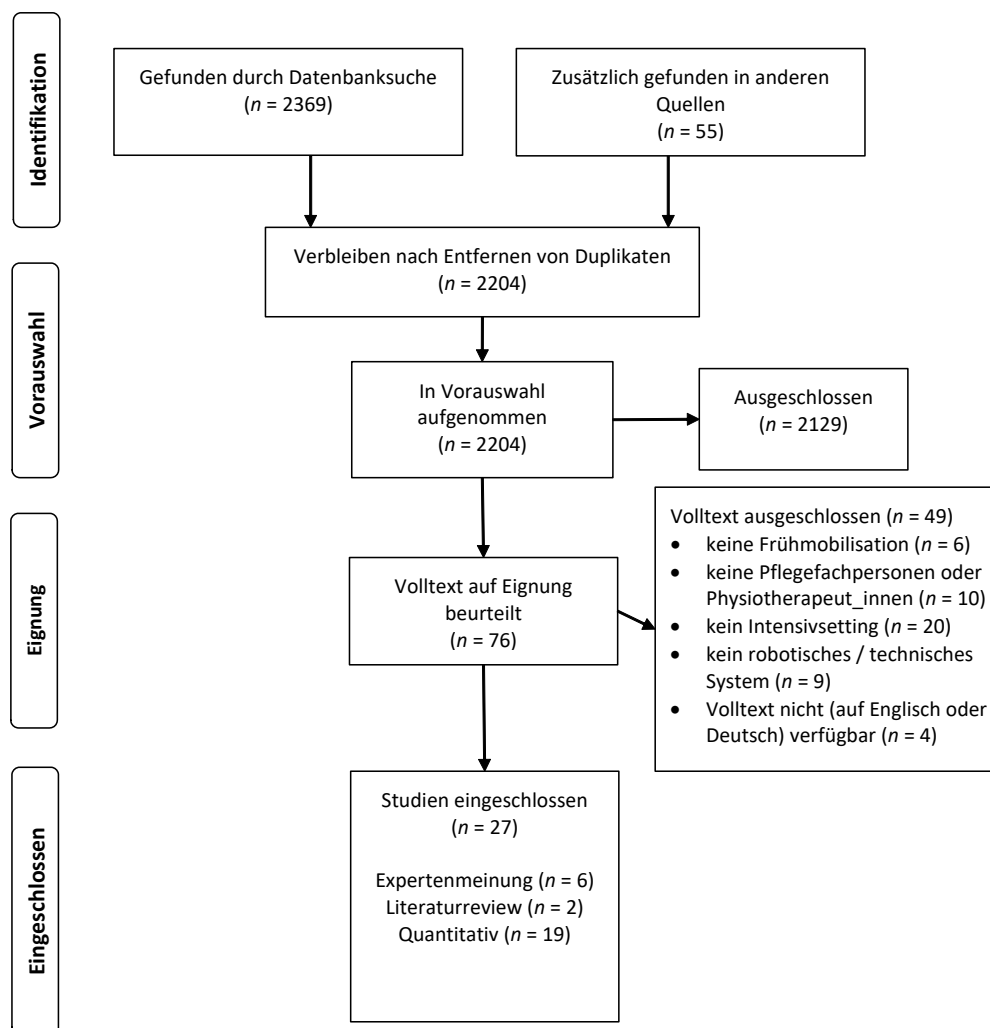 Identifikation
Gefunden durch Datenbanksuche
(n = 2369)
Zusätzlich gefunden in anderen
Quellen
(n = 55)
Verbleiben nach Entfernen von Duplikaten
(n = 2204)
Vorauswahl
In Vorauswahl
aufgenommen
(n = 2204)
Ausgeschlossen
(n = 2129)
Eignung
Volltext auf Eignung
beurteilt
(n = 76)
Volltext ausgeschlossen (n = 49)
• keine Frühmobilisation (n = 6)
• keine Pflegefachpersonen oder
Physiotherapeut_innen (n = 10)
• kein Intensivsetting (n = 20)
• kein robotisches / technisches
System (n = 9)
• Volltext nicht (auf Englisch oder
Deutsch) verfügbar (n = 4)
Eingeschlossen
Studien eingeschlossen
(n = 27)
Expertenmeinung (n = 6)
Literaturreview (n = 2)
Quantitativ (n = 19)